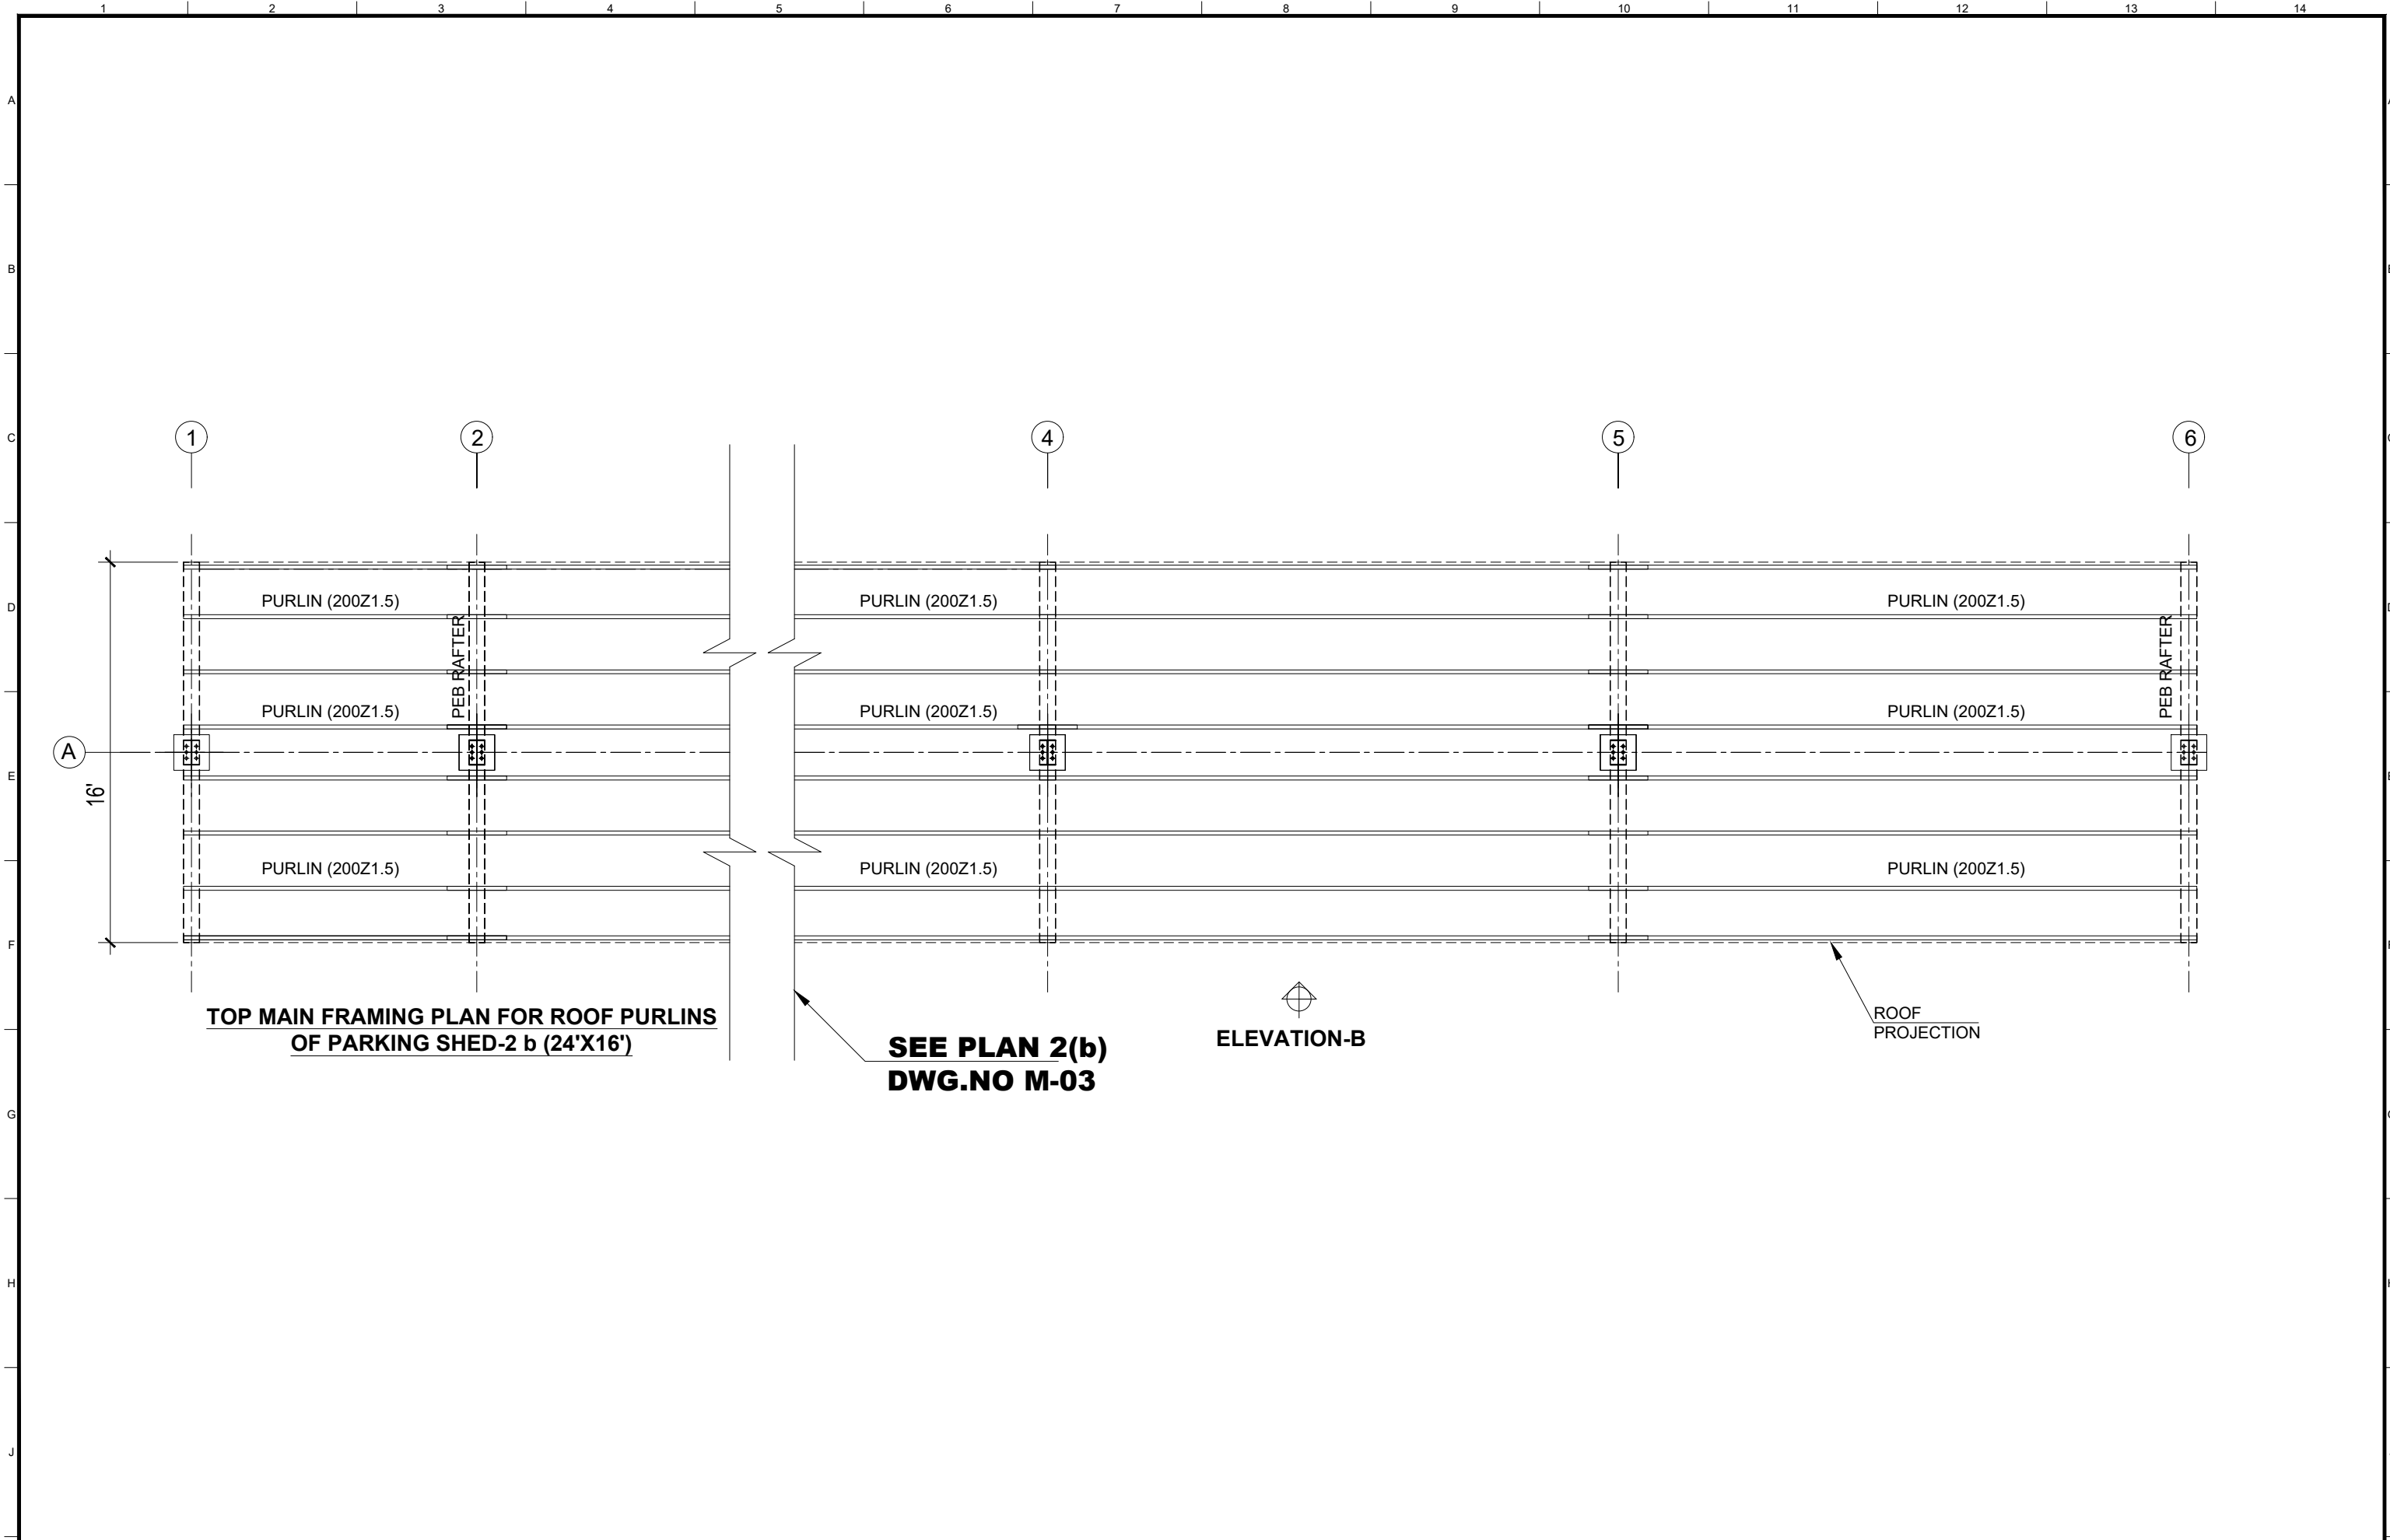 1 2 3 4 5 6 7 8 9 10 11 12 13 14
A
B
C
1 2 4 5 6
D
PURLIN (200Z1.5) PURLIN (200Z1.5) PURLIN (200Z1.5)
PEB RAFTER PEB RAFTER
PURLIN (200Z1.5) PURLIN (200Z1.5) PURLIN (200Z1.5)
A
E
16'
PURLIN (200Z1.5) PURLIN (200Z1.5) PURLIN (200Z1.5)
F
TOP MAIN FRAMING PLAN FOR ROOF PURLINS
OF PARKING SHED-2 b (24'X16')
SEE PLAN 2(b)
DWG.NO M-03
ELEVATION-B
ROOF
PROJECTION
G
H
J